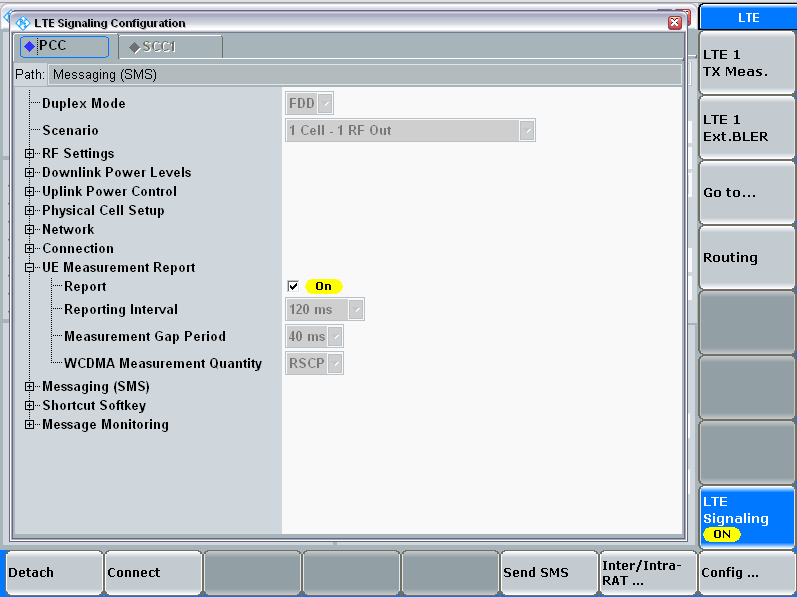 LTE Signaling Configuration
PCC
SCC1
Path: Messaging (SMS)
Duplex Mode FDD
Scenario 1 Cell - 1 RF Out
RF Settings
Downlink Power Levels
Uplink Power Control
Physical Cell Setup
Network
Connection
UE Measurement Report
Report On
Reporting Interval 120 ms
Measurement Gap Period 40 ms
WCDMA Measurement Quantity RSCP
Messaging (SMS)
Shortcut Softkey
Message Monitoring
LTE
LTE 1
TX Meas.
LTE 1
Ext.BLER
Go to...
Routing
LTE
Signaling
ON
Detach
Connect
Send SMS
Inter/Intra-
RAT ...
Config ...